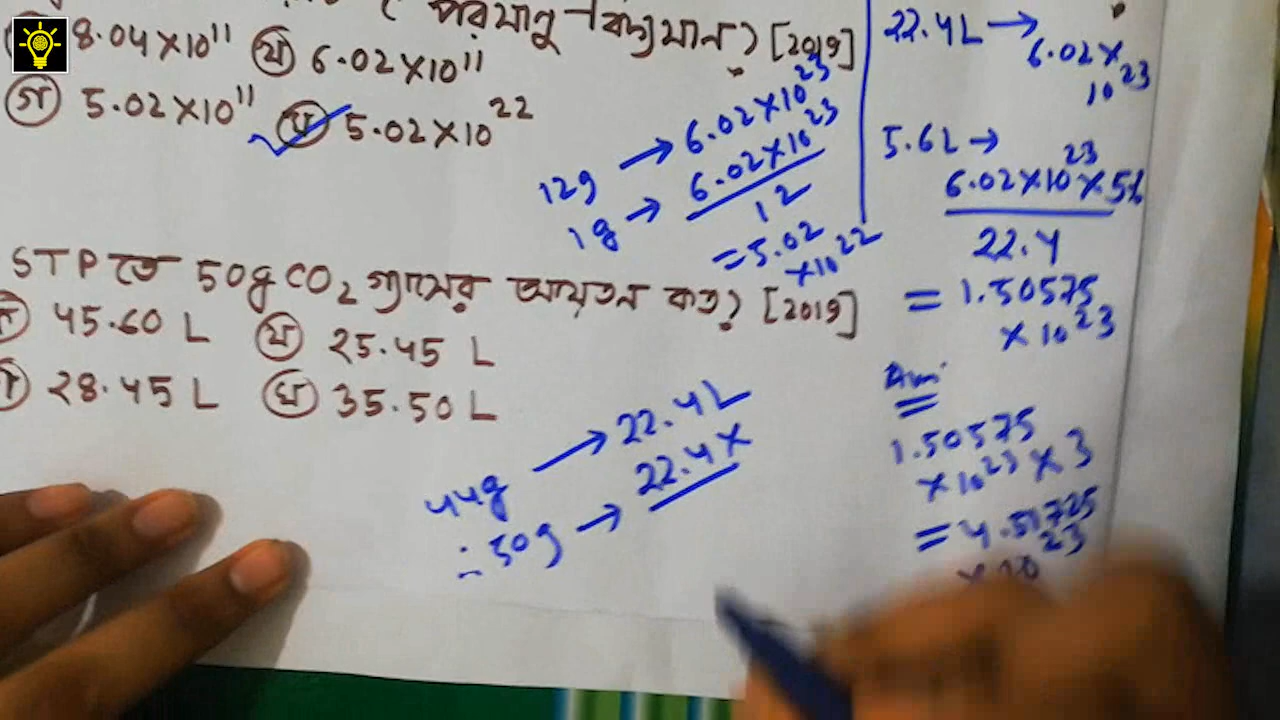 পরমাণু বিদ্যমান? [2019]
8.04×10¹¹ খ 6.02×10¹¹
গ 5.02×10¹¹ ঘ 5.02×10²²
12g → 6.02×10²³
1g → 6.02×10²³
12
=5.02
×10²²
STP তে 50g CO₂ গ্যাসের আয়তন কত? [2019]
45.60 L খ 25.45 L
28.45 L ঘ 35.50 L
44g → 22.4L
∴50g → 22.4×
22.4L →
6.02×
10²³
5.6L →
6.02×10²³×5.6
22.4
= 1.50575
×10²³
1.50575
×10²³×3
= 4.51725
×10²³